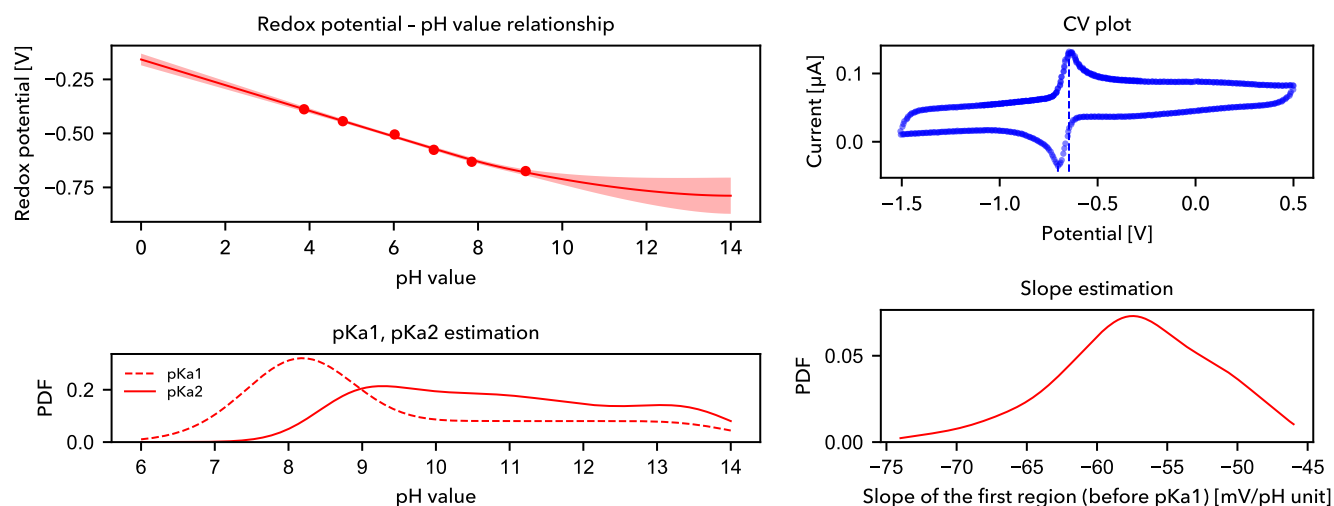 Redox potential – pH value relationship
Redox potential [V]
−0.25
−0.50
−0.75
0 2 4 6 8 10 12 14
pH value
CV plot
Current [µA]
0.1
0.0
−1.5 −1.0 −0.5 0.0 0.5
Potential [V]
pKa1, pKa2 estimation
PDF
0.2
0.0
pKa1
pKa2
6 7 8 9 10 11 12 13 14
pH value
Slope estimation
PDF
0.05
0.00
−75 −70 −65 −60 −55 −50 −45
Slope of the first region (before pKa1) [mV/pH unit]